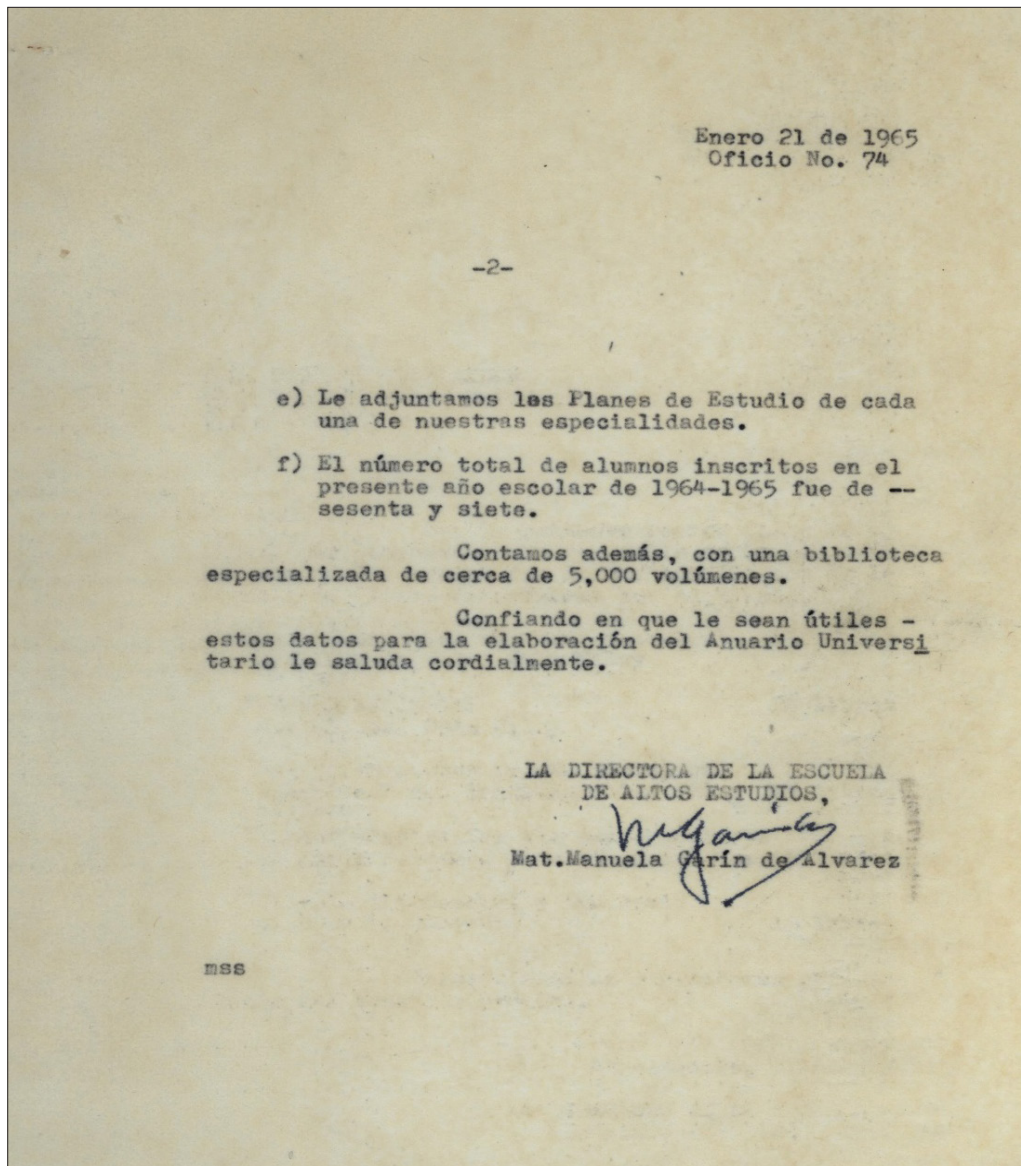 Enero 21 de 1965
Oficio No. 74
-2-
e) Le adjuntamos los Planes de Estudio de cada
una de nuestras especialidades.
f) El número total de alumnos inscritos en el
presente año escolar de 1964-1965 fue de --
sesenta y siete.
Contamos además, con una biblioteca
especializada de cerca de 5,000 volúmenes.
Confiando en que le sean útiles -
estos datos para la elaboración del Anuario Universi
tario le saluda cordialmente.
LA DIRECTORA DE LA ESCUELA
DE ALTOS ESTUDIOS,
Mat.Manuela Garín de Alvarez
mss